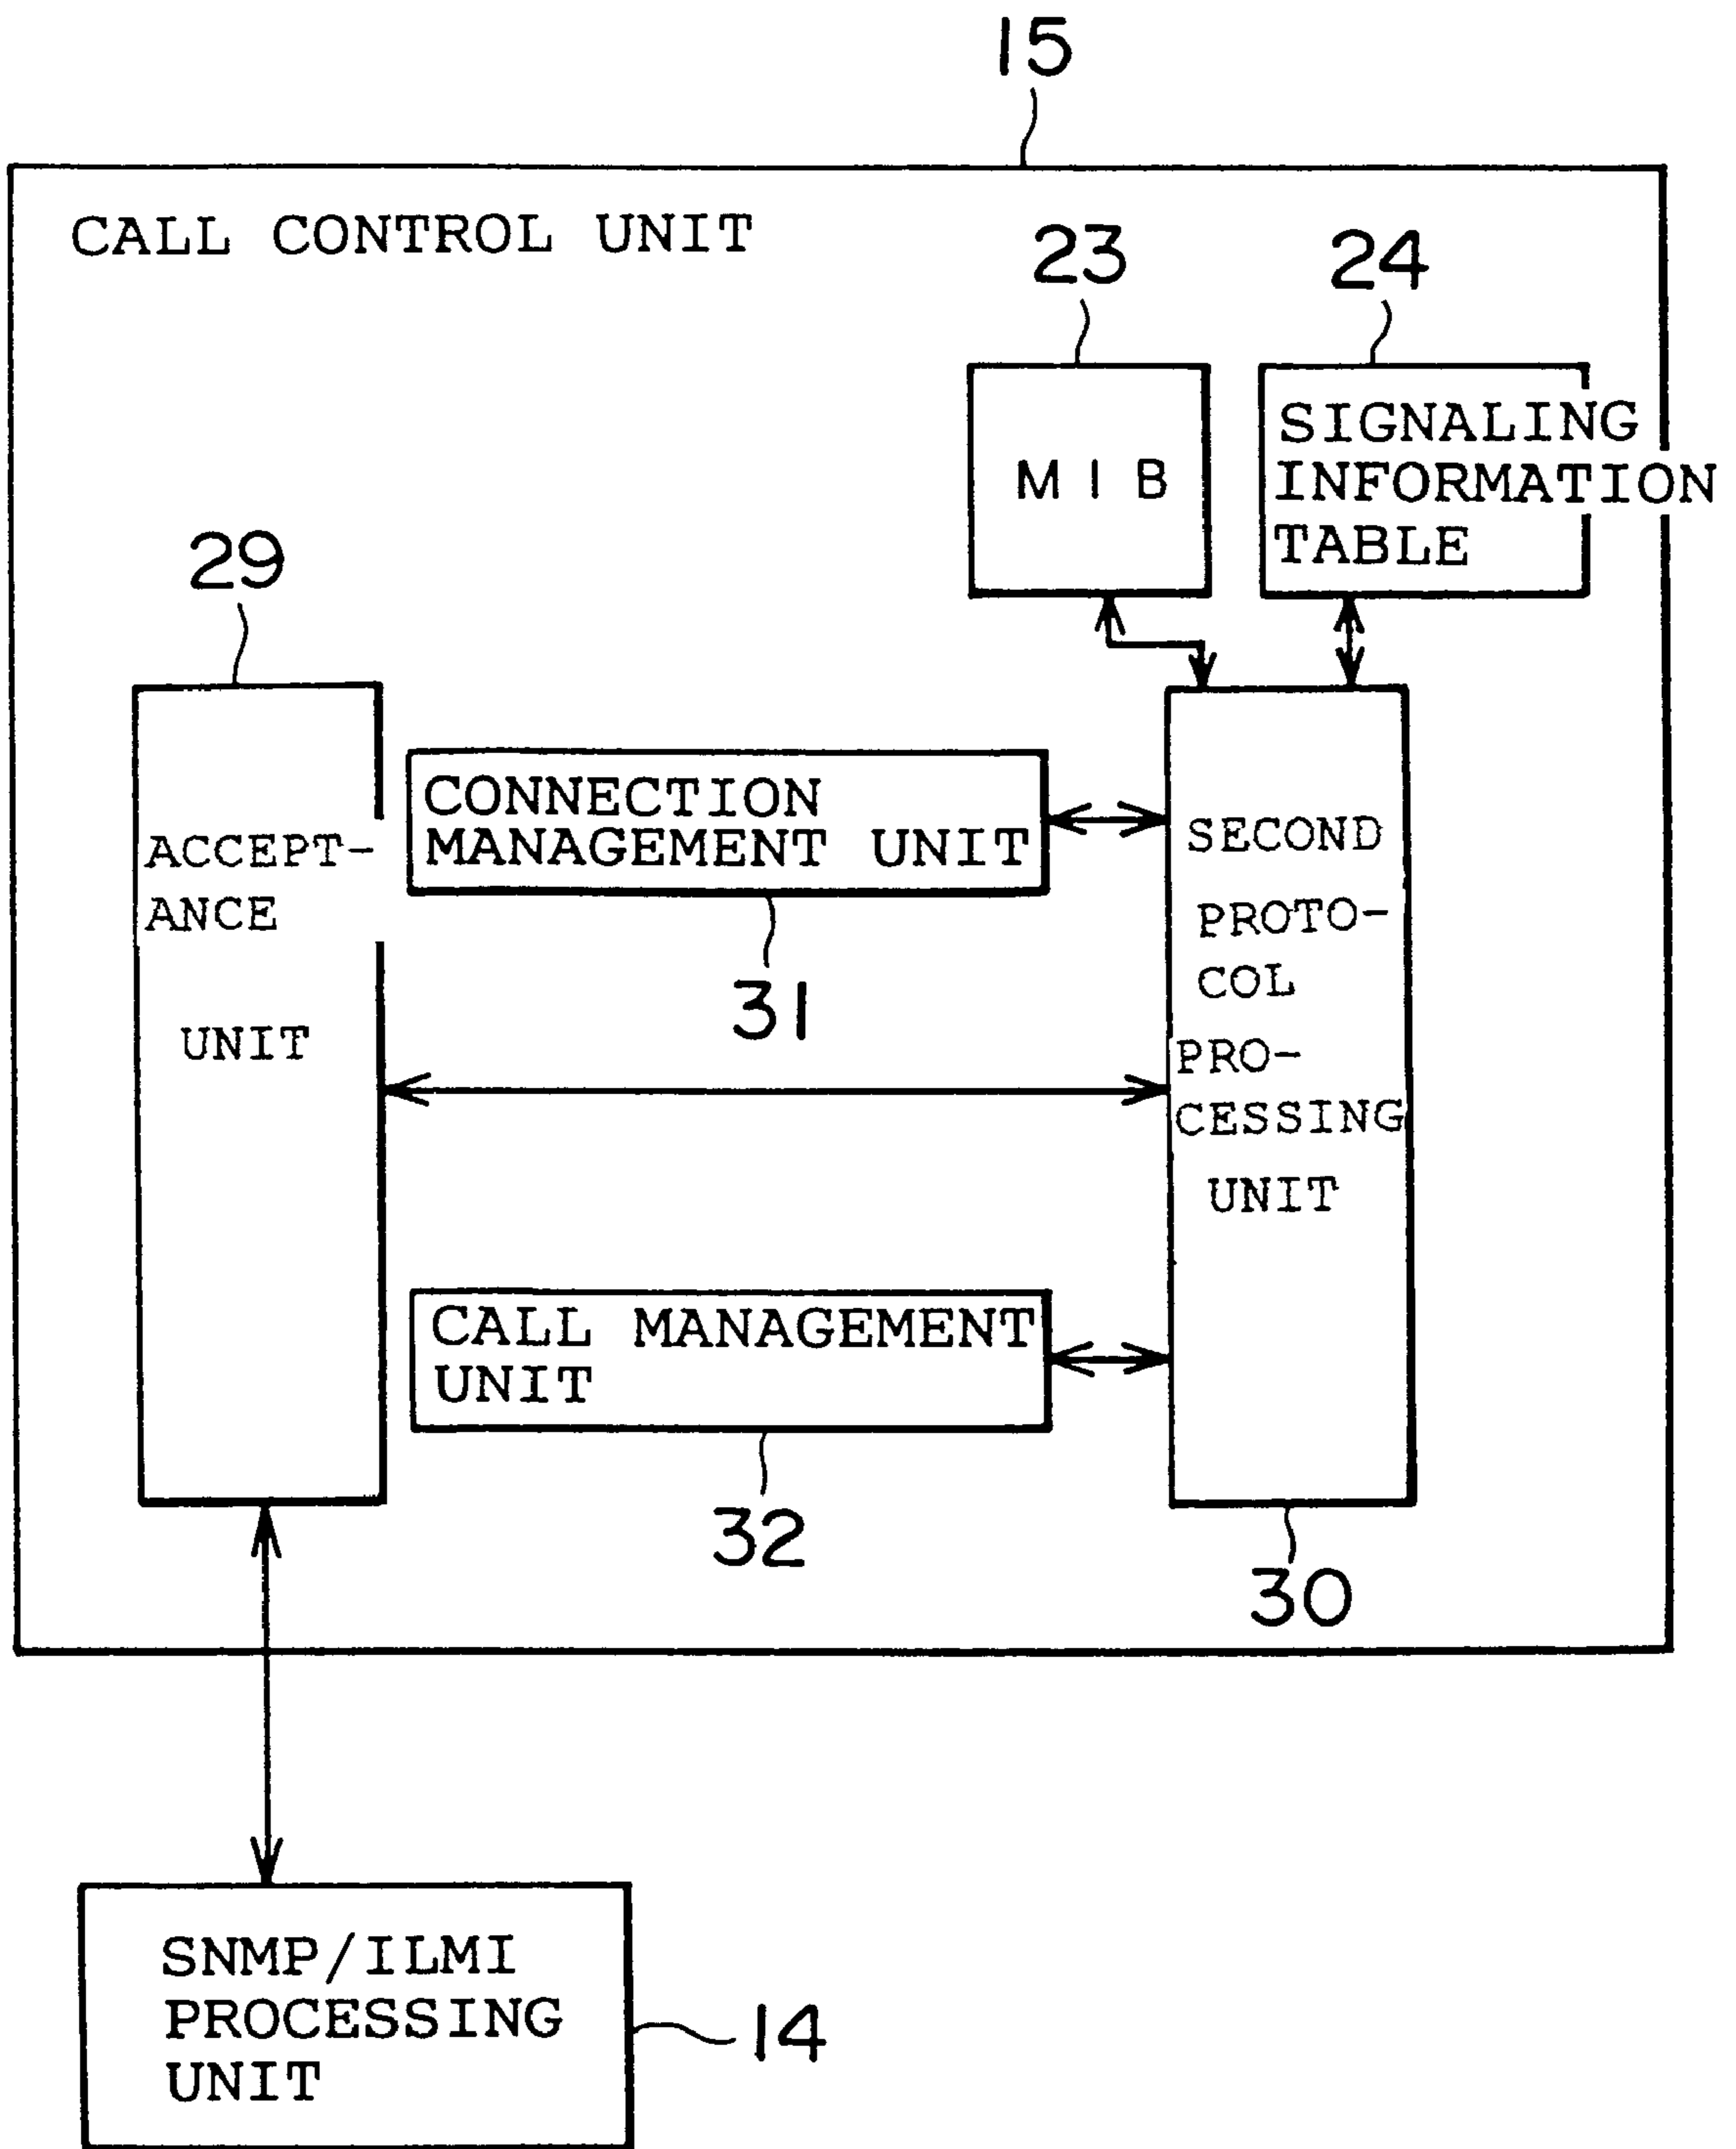 15
CALL CONTROL UNIT
23
24
MIB
SIGNALING
INFORMATION
TABLE
29
ACCEPT-
ANCE
UNIT
CONNECTION
MANAGEMENT UNIT
31
SECOND
PROTO-
COL
PRO-
CESSING
UNIT
CALL MANAGEMENT
UNIT
32
30
SNMP/ILMI
PROCESSING
UNIT
14